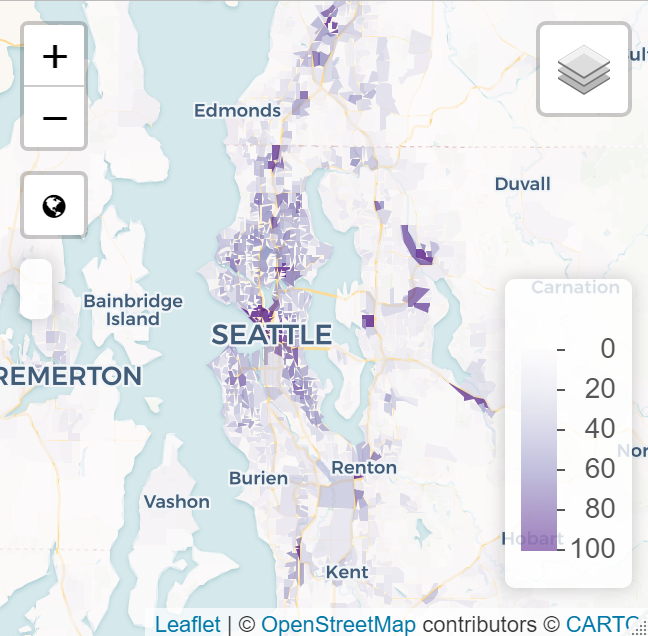 +
−
Edmonds
ul
Duvall
Carnation
Bainbridge
Island
SEATTLE
REMERTON
0
20
40
60
80
100
Nor
Burien
Renton
Vashon
Hobart
Kent
Leaflet | © OpenStreetMap contributors © CARTO